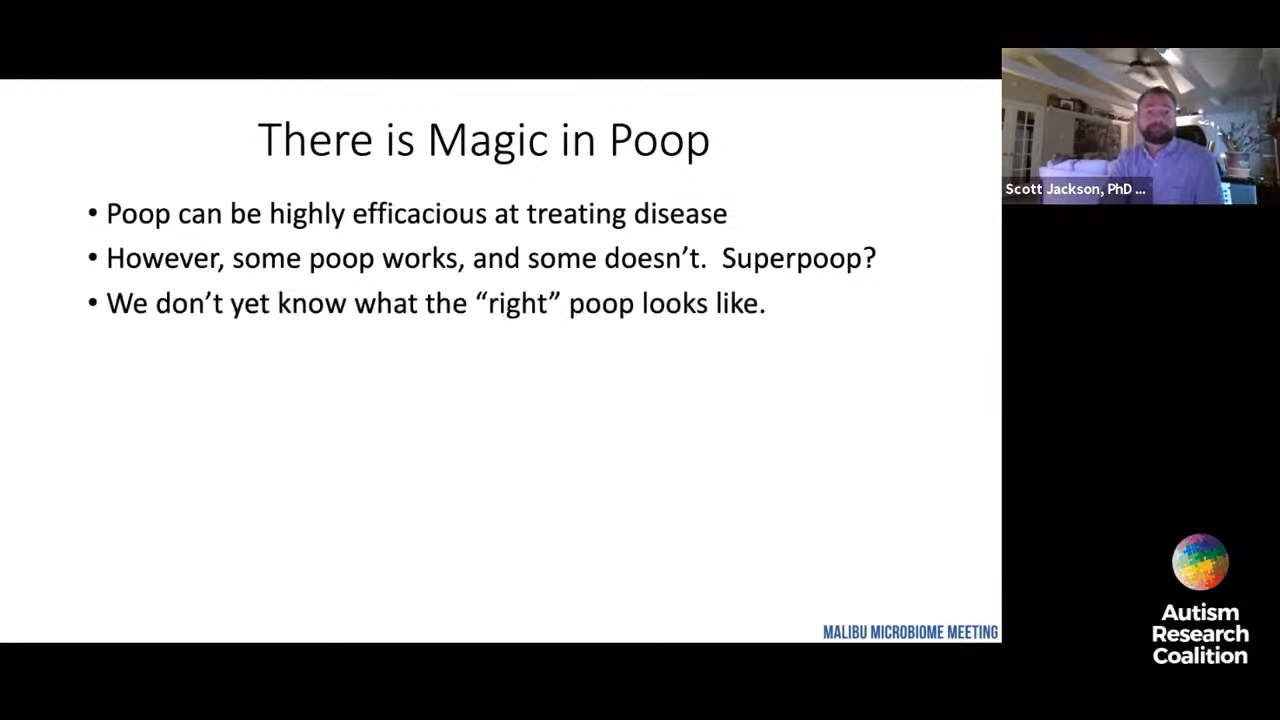 There is Magic in Poop
• Poop can be highly efficacious at treating disease
• However, some poop works, and some doesn’t.  Superpoop?
• We don’t yet know what the “right” poop looks like.
MALIBU MICROBIOME MEETING
Scott Jackson, PhD ...
Autism
Research
Coalition